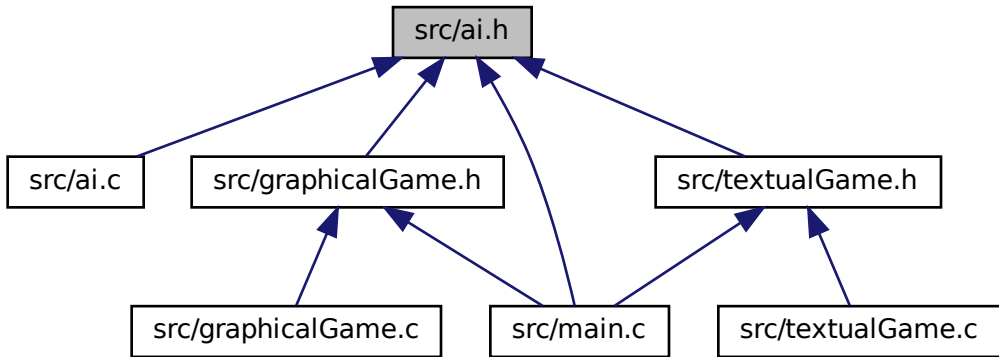 src/ai.h
src/ai.c
src/graphicalGame.h
src/textualGame.h
src/graphicalGame.c
src/main.c
src/textualGame.c